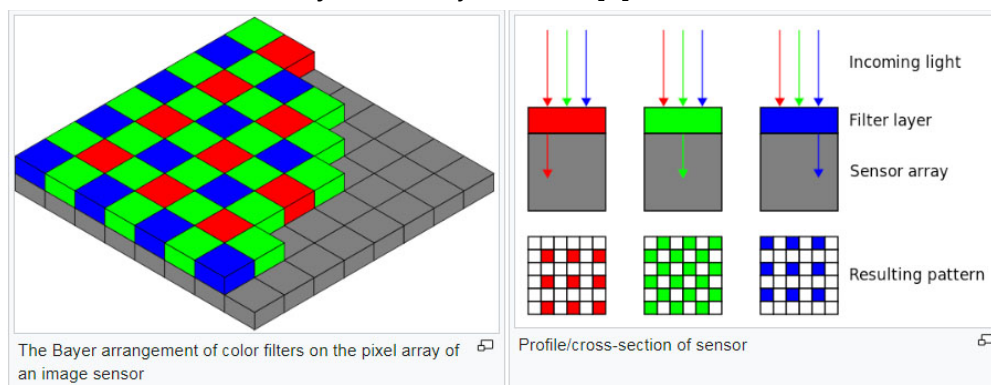 Incoming light
Filter layer
Sensor array
Resulting pattern
The Bayer arrangement of color filters on the pixel array of
an image sensor
Profile/cross-section of sensor